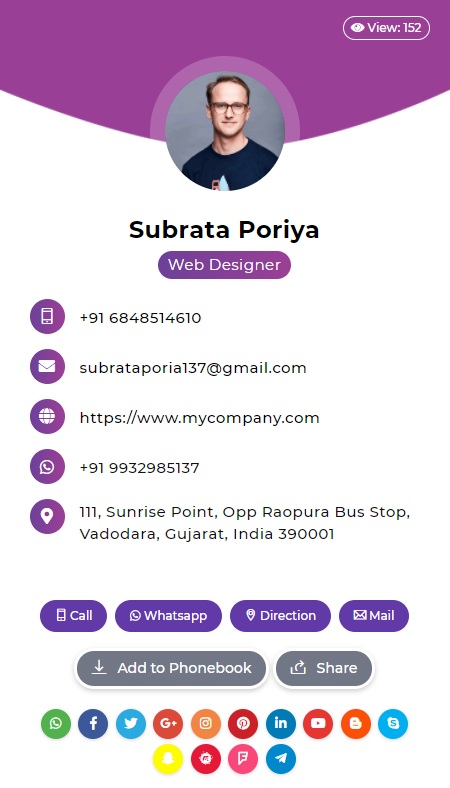 View: 152
Subrata Poriya
Web Designer
+91 6848514610
subrataporia137@gmail.com
https://www.mycompany.com
+91 9932985137
111, Sunrise Point, Opp Raopura Bus Stop,
Vadodara, Gujarat, India 390001
Call Whatsapp Direction Mail
Add to Phonebook Share